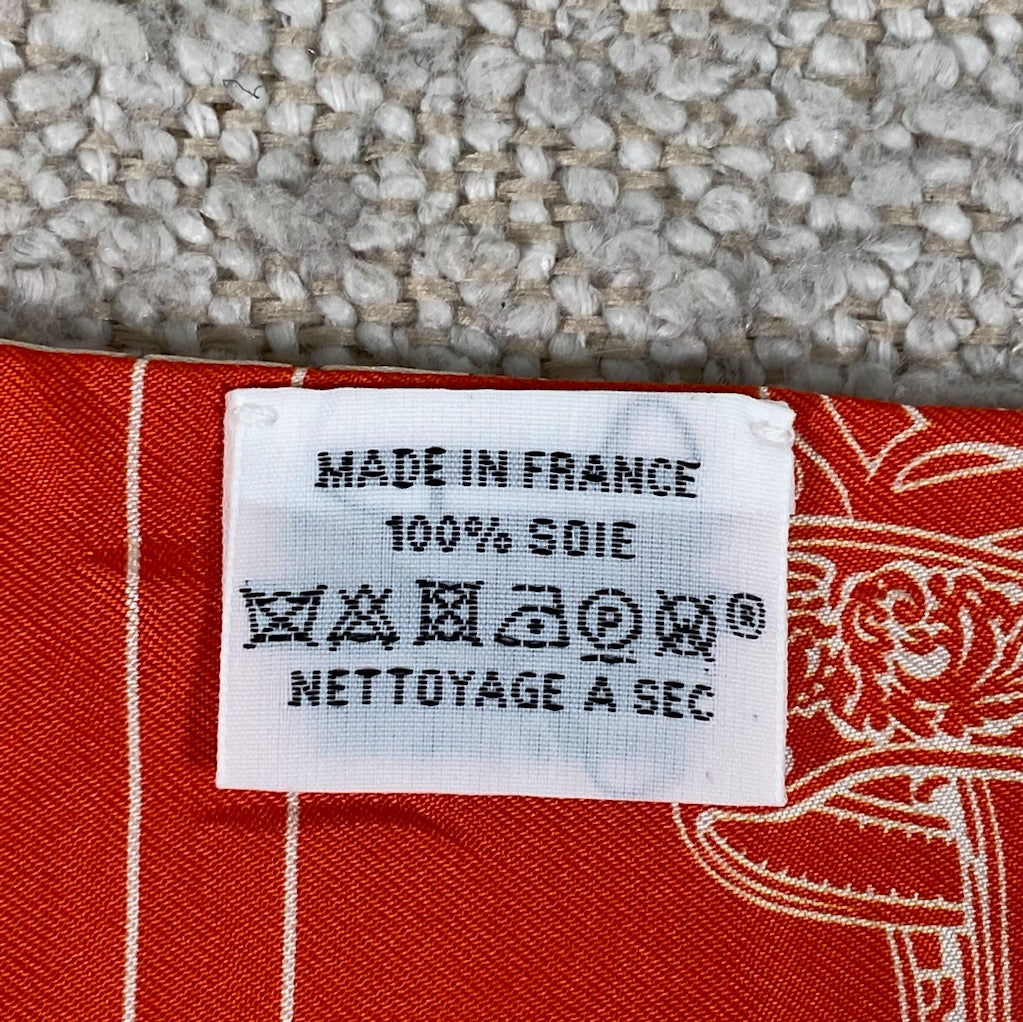 MADE IN FRANCE
100% SOIE
P W ®
NETTOYAGE A SEC